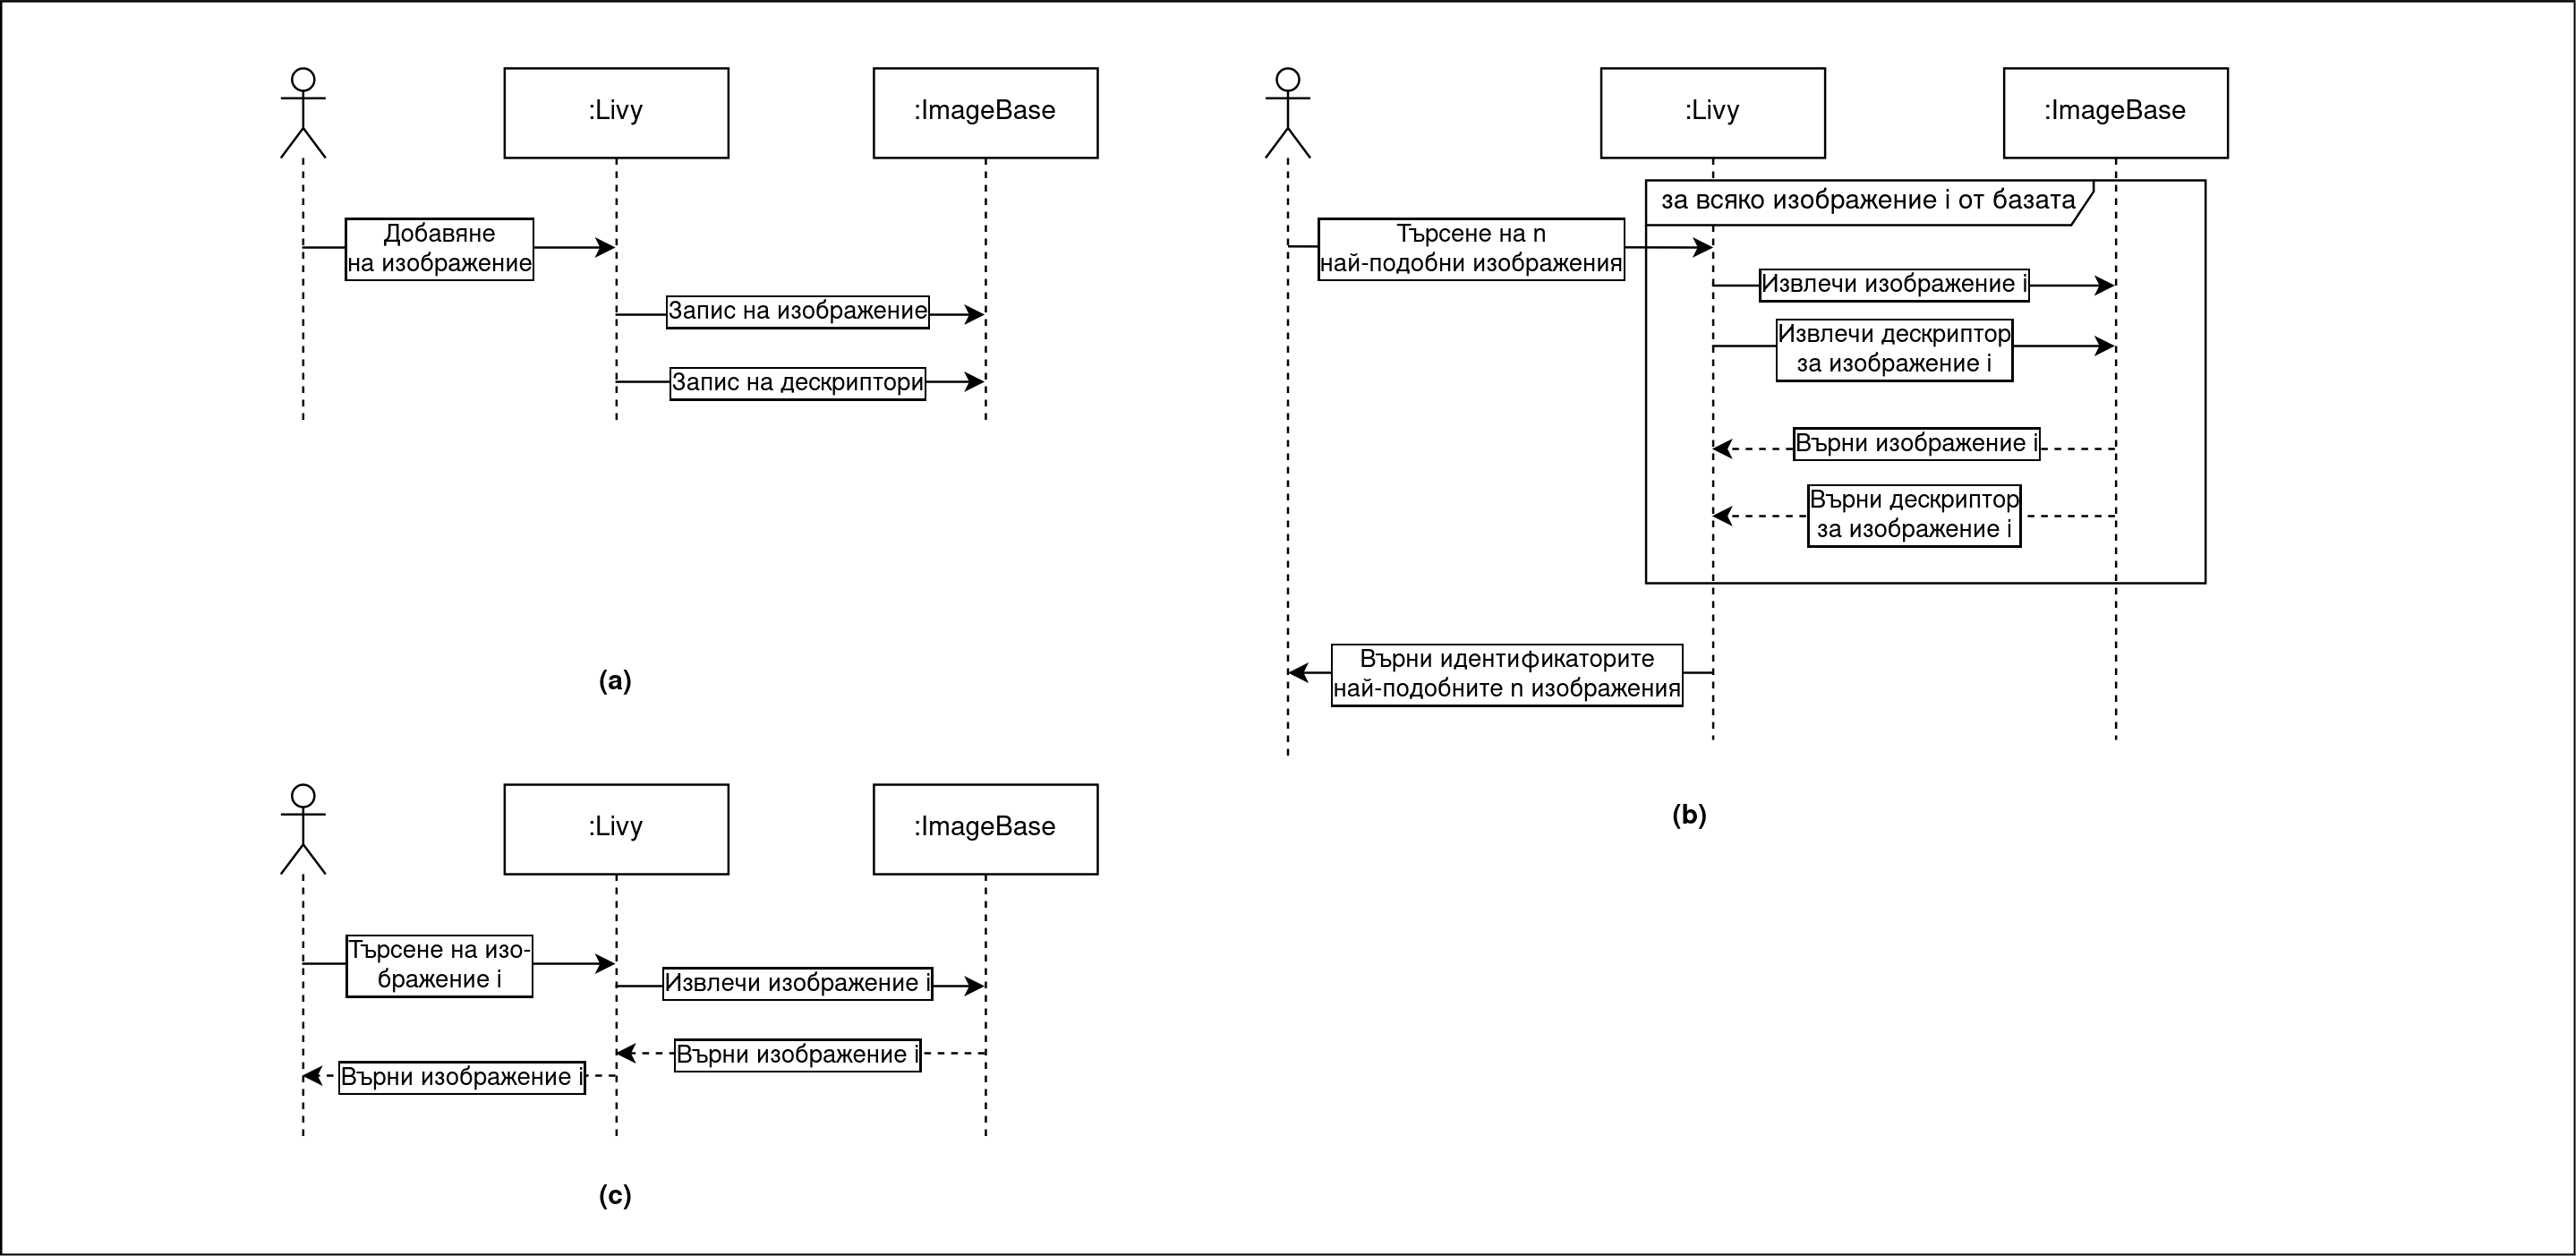 :Livy
:ImageBase
Добавяне
на изображение
Запис на изображение
Запис на дескриптори
(a)
:Livy
:ImageBase
за всяко изображение i от базата
Търсене на n
най-подобни изображения
Извлечи изображение i
Извлечи дескриптор
за изображение i
Върни изображение i
Върни дескриптор
за изображение i
Върни идентификаторите
най-подобните n изображения
(b)
:Livy
:ImageBase
Търсене на изо-
бражение i
Извлечи изображение i
Върни изображение i
Върни изображение i
(c)